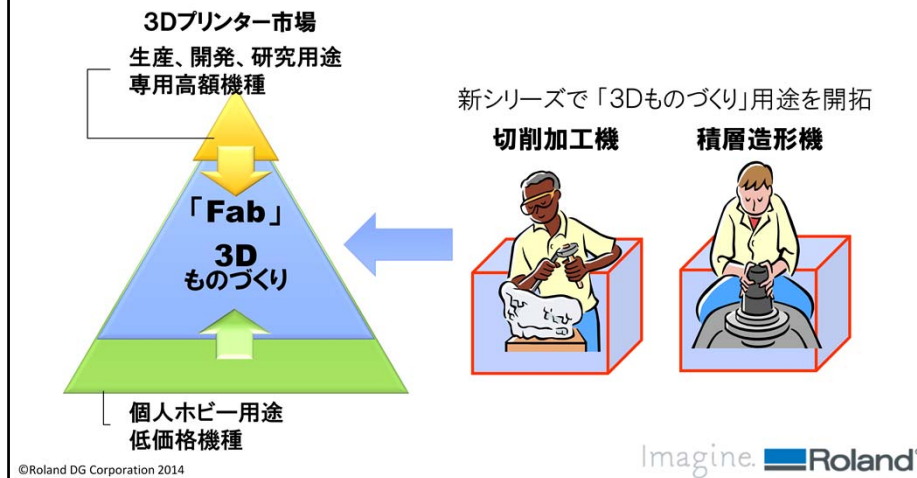 3Dプリンター市場
生産、開発、研究用途
専用高額機種
新シリーズで「3Dものづくり」用途を開拓
切削加工機
積層造形機
「Fab」
3D
ものづくり
個人ホビー用途
低価格機種
©Roland DG Corporation 2014
Imagine. Roland®